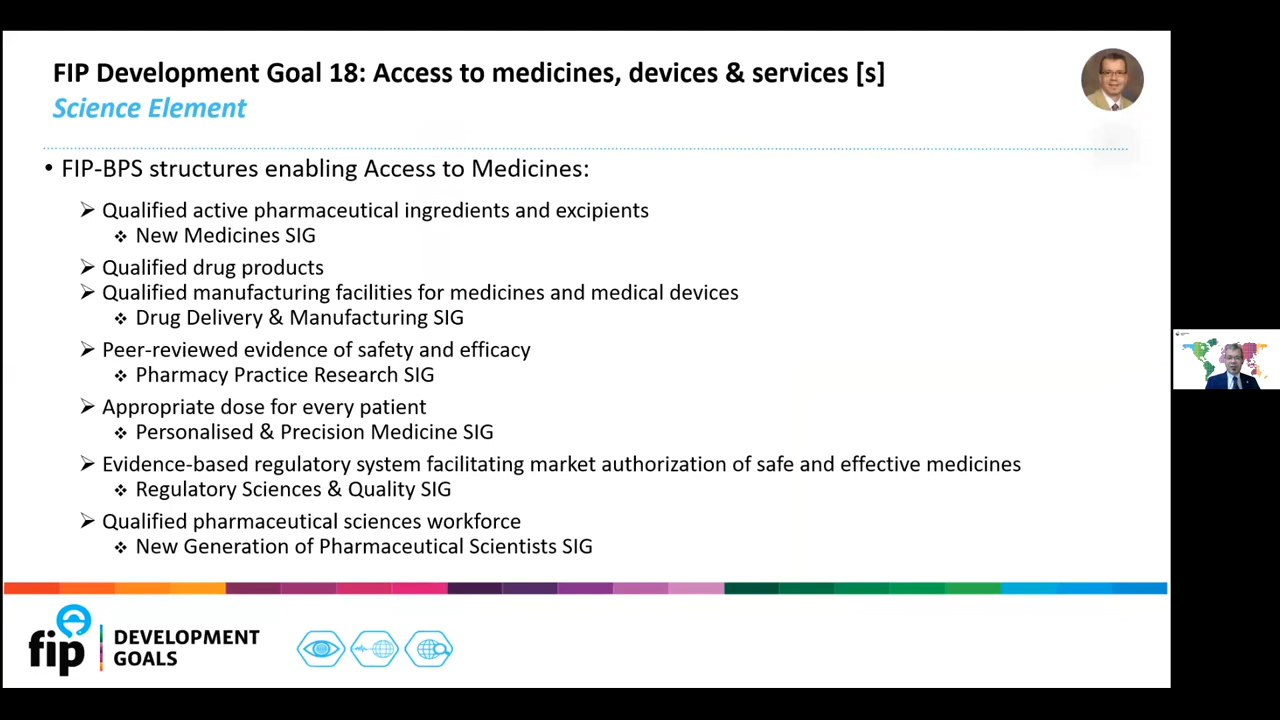 FIP Development Goal 18: Access to medicines, devices & services [s]
Science Element
• FIP-BPS structures enabling Access to Medicines:
➢ Qualified active pharmaceutical ingredients and excipients
❖ New Medicines SIG
➢ Qualified drug products
➢ Qualified manufacturing facilities for medicines and medical devices
❖ Drug Delivery & Manufacturing SIG
➢ Peer-reviewed evidence of safety and efficacy
❖ Pharmacy Practice Research SIG
➢ Appropriate dose for every patient
❖ Personalised & Precision Medicine SIG
➢ Evidence-based regulatory system facilitating market authorization of safe and effective medicines
❖ Regulatory Sciences & Quality SIG
➢ Qualified pharmaceutical sciences workforce
❖ New Generation of Pharmaceutical Scientists SIG
fip
DEVELOPMENT
GOALS